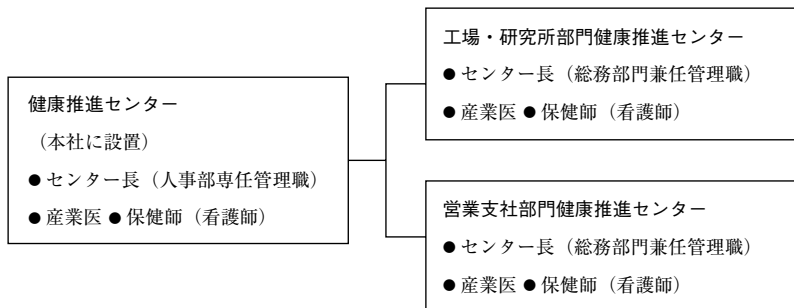 健康推進センター
（本社に設置）
●センター長（人事部専任管理職）
●産業医 ●保健師（看護師）
工場・研究所部門健康推進センター
●センター長（総務部門兼任管理職）
●産業医 ●保健師（看護師）
営業支社部門健康推進センター
●センター長（総務部門兼任管理職）
●産業医 ●保健師（看護師）